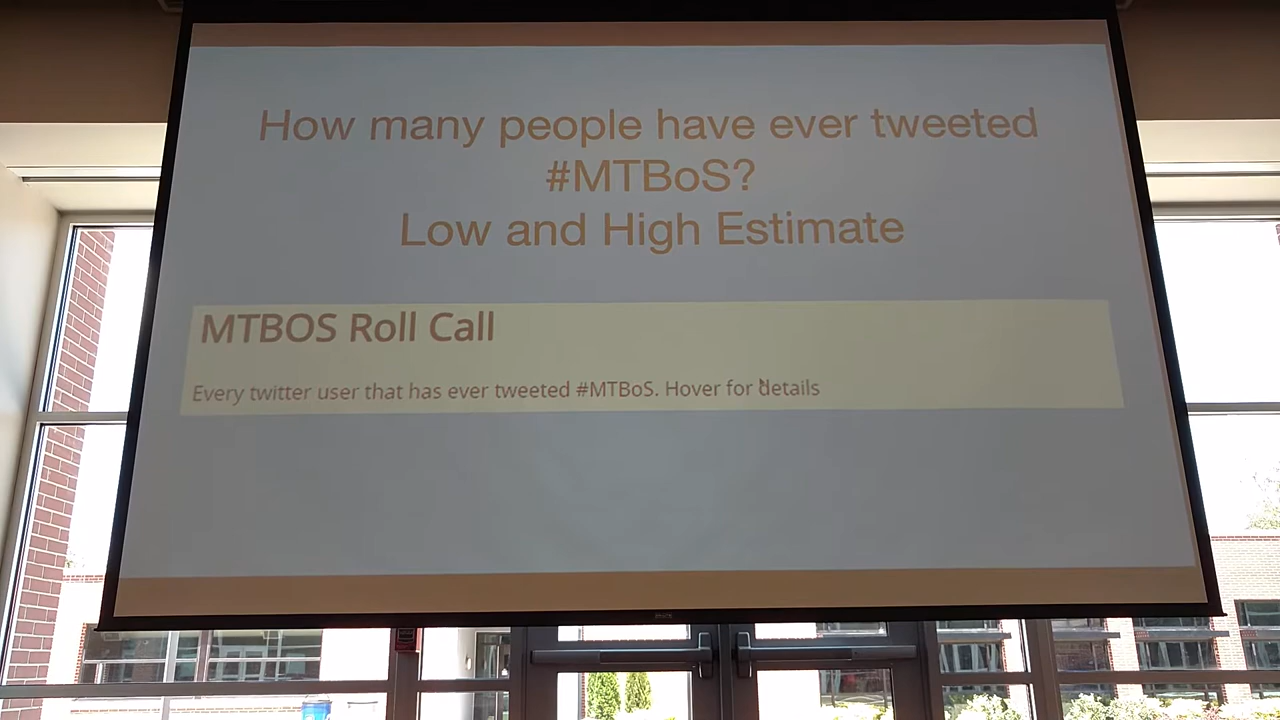 How many people have ever tweeted
#MTBoS?
Low and High Estimate
MTBOS Roll Call
Every twitter user that has ever tweeted #MTBoS. Hover for details